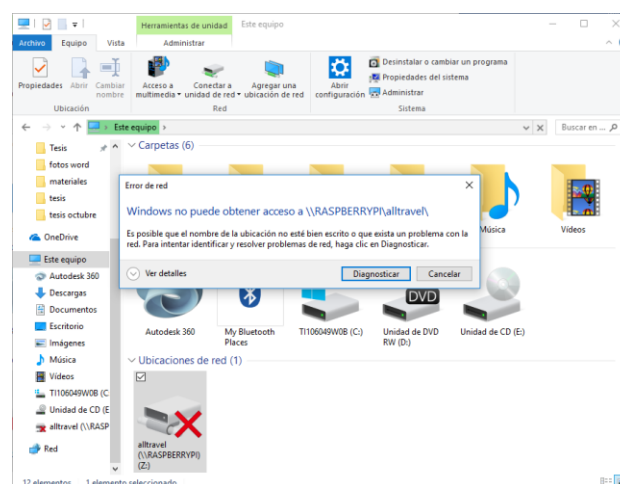 Herramientas de unidad
Este equipo
Archivo
Equipo
Vista
Administrar
Propiedades
Abrir
Cambiar
nombre
Ubicación
Acceso a
multimedia
Conectar a
unidad de red
Agregar una
ubicación de red
Red
Abrir
configuración
Desinstalar o cambiar un programa
Propiedades del sistema
Administrar
Sistema
Este equipo
Buscar en ...
Tesis
fotos word
materiales
tesis
tesis octubre
OneDrive
Este equipo
Autodesk 360
Descargas
Documentos
Escritorio
Imágenes
Música
Vídeos
TI106049W0B (C
Unidad de CD (E
alltravel (\\RASP
Red
Carpetas (6)
Música
Vídeos
Error de red
Windows no puede obtener acceso a \\RASPBERRYPI\alltravel\
Es posible que el nombre de la ubicación no esté bien escrito o que exista un problema con la
red. Para intentar identificar y resolver problemas de red, haga clic en Diagnosticar.
Ver detalles
Diagnosticar
Cancelar
DVD
Autodesk 360
My Bluetooth
Places
TI106049W0B (C:)
Unidad de DVD
RW (D:)
Unidad de CD (E:)
Ubicaciones de red (1)
alltravel
(\\RASPBERRYPI)
(Z:)
12 elementos
1 elemento seleccionado